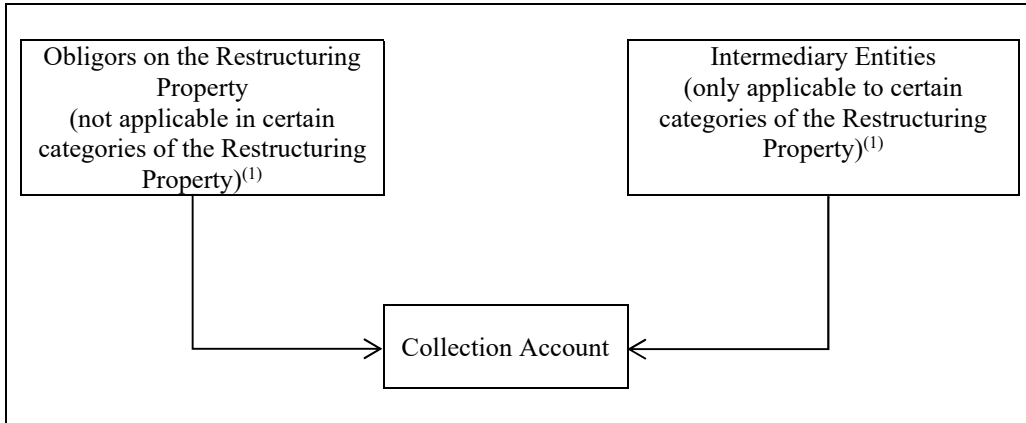 Obligors on the Restructuring
Property
(not applicable in certain
categories of the Restructuring
Property)(1)
Intermediary Entities
(only applicable to certain
categories of the Restructuring
Property)(1)
Collection Account